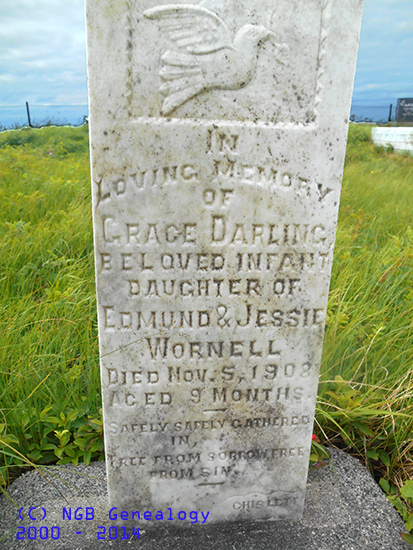 IN
LOVING MEMORY
OF
GRACE DARLING,
BELOVED INFANT
DAUGHTER OF
EDMUND & JESSIE
WORNELL
DIED NOV. 5, 1908
AGED 9 MONTHS.
SAFELY, SAFELY GATHERED
IN,
FREE FROM SORROW, FREE
FROM SIN.
CHISLETT
(C) NGB Genealogy
2000 - 2014